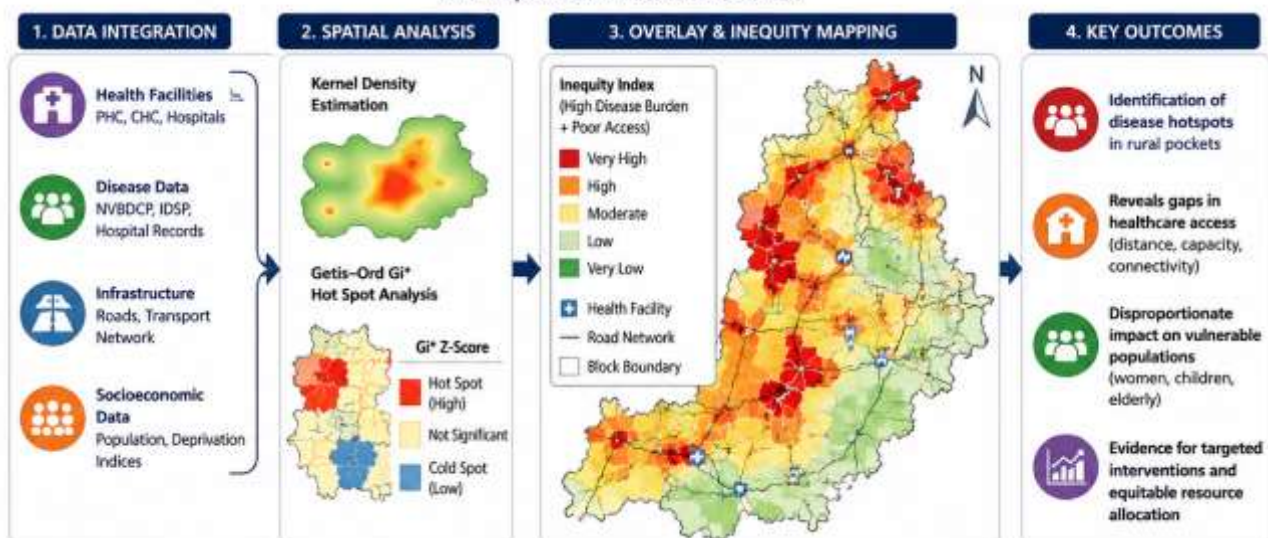 1. DATA INTEGRATION
Health Facilities
PHC, CHC, Hospitals
Disease Data
NVBDCP, IDSP,
Hospital Records
Infrastructure
Roads, Transport
Network
Socioeconomic
Data
Population, Deprivation
Indices
2. SPATIAL ANALYSIS
Kernel Density
Estimation
Getis–Ord Gi*
Hot Spot Analysis
Gi* Z-Score
Hot Spot
(High)
Not Significant
Cold Spot
(Low)
3. OVERLAY & INEQUITY MAPPING
Inequity Index
(High Disease Burden
+ Poor Access)
Very High
High
Moderate
Low
Very Low
Health Facility
Road Network
Block Boundary
N
4. KEY OUTCOMES
Identification of
disease hotspots
in rural pockets
Reveals gaps in
healthcare access
(distance, capacity,
connectivity)
Disproportionate
impact on vulnerable
populations
(women, children,
elderly)
Evidence for targeted
interventions and
equitable resource
allocation